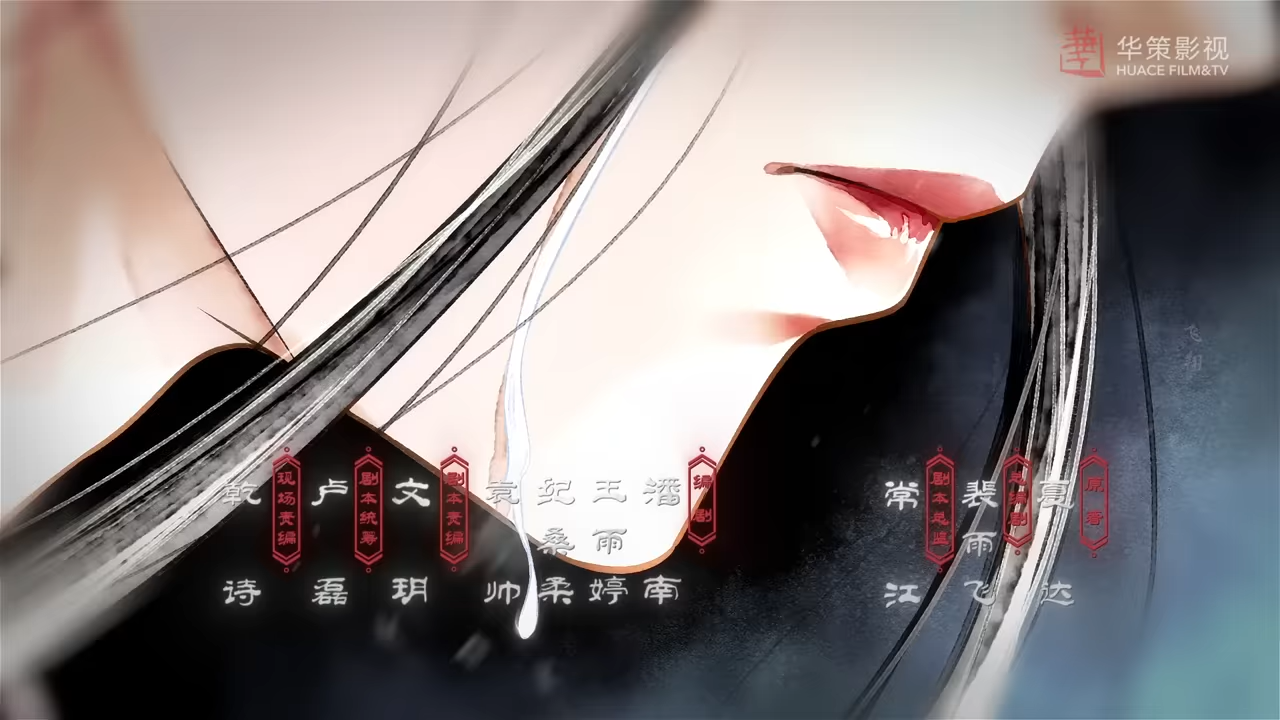 华策影视
HUACE FILM&TV
原著
夏达
总编剧
裴雨飞
剧本总监
常江
编剧
潘南
王雨婷
纪桑柔
袁帅
剧本责编
文玥
剧本统筹
卢磊
现场责编
乾诗